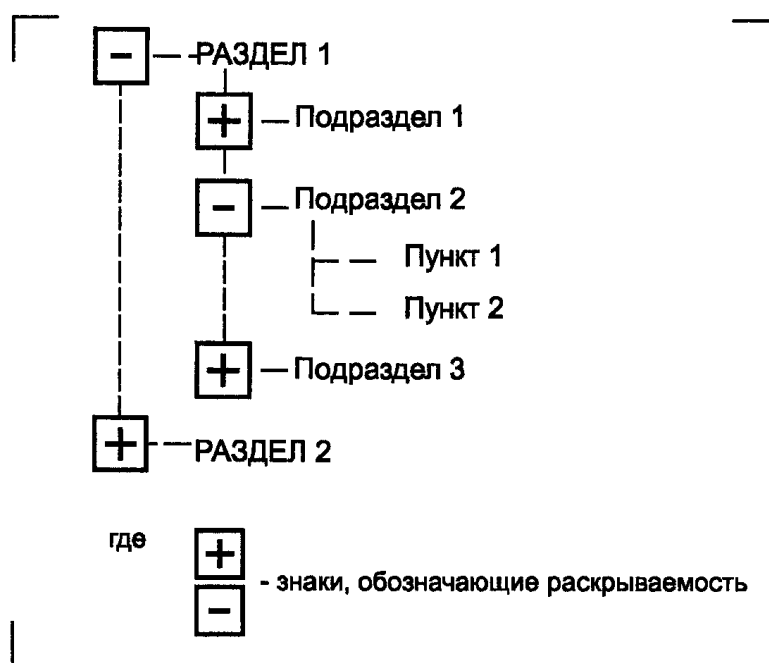 - РАЗДЕЛ 1
+ Подраздел 1
- Подраздел 2
Пункт 1
Пункт 2
+ Подраздел 3
+ РАЗДЕЛ 2
где +
- - знаки, обозначающие раскрываемость